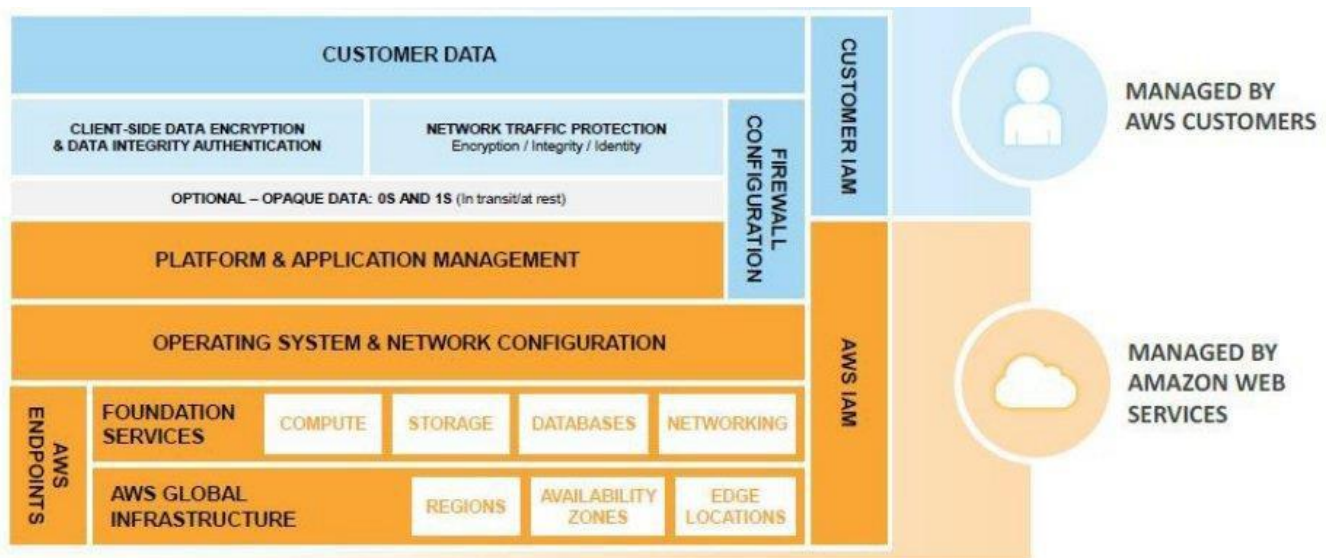 CUSTOMER DATA
CUSTOMER IAM
MANAGED BY
AWS CUSTOMERS
CLIENT-SIDE DATA ENCRYPTION
& DATA INTEGRITY AUTHENTICATION
NETWORK TRAFFIC PROTECTION
Encryption / Integrity / Identity
FIREWALL
CONFIGURATION
OPTIONAL – OPAQUE DATA: 0S AND 1S (In transit/at rest)
PLATFORM & APPLICATION MANAGEMENT
OPERATING SYSTEM & NETWORK CONFIGURATION
AWS IAM
MANAGED BY
AMAZON WEB
SERVICES
AWS
ENDPOINTS
FOUNDATION
SERVICES
COMPUTE
STORAGE
DATABASES
NETWORKING
AWS GLOBAL
INFRASTRUCTURE
REGIONS
AVAILABILITY
ZONES
EDGE
LOCATIONS